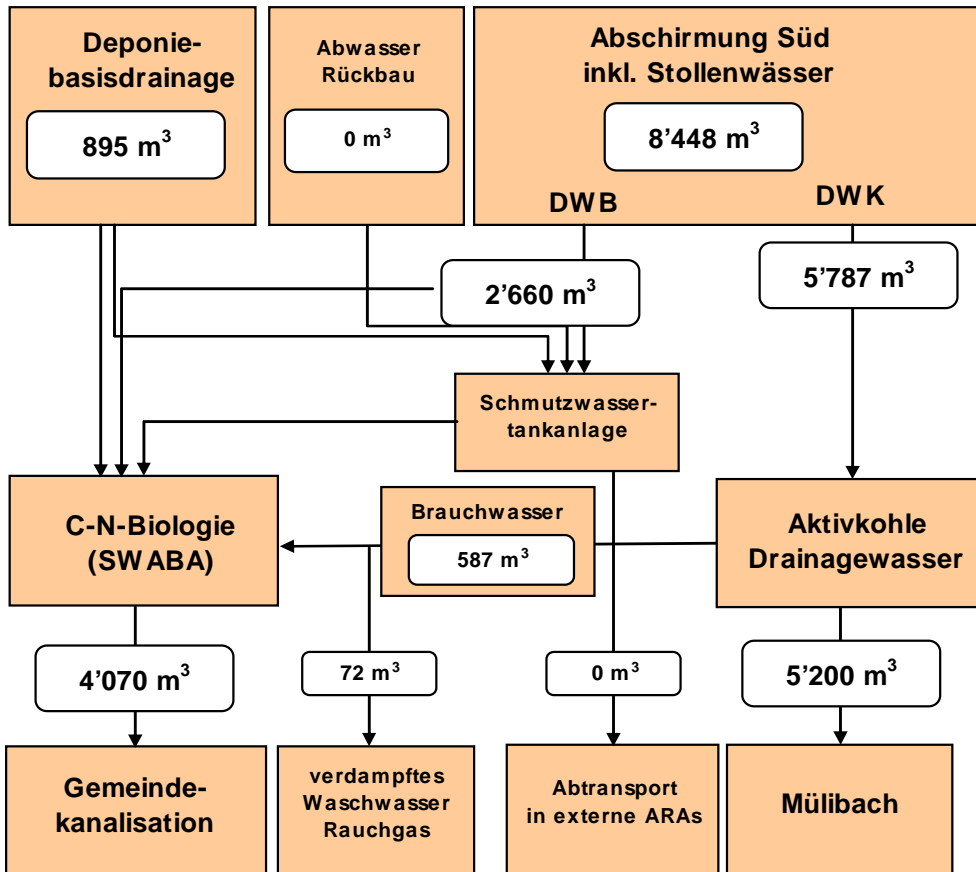 Deponie-
basisdrainage
895 m³
Abwasser
Rückbau
0 m³
Abschirmung Süd
inkl. Stollenwässer
8’448 m³
DWB
DWK
2’660 m³
5’787 m³
Schmutzwasser-
tankanlage
C-N-Biologie
(SWABA)
Brauchwasser
587 m³
Aktivkohle
Drainagewasser
4’070 m³
72 m³
0 m³
5’200 m³
Gemeinde-
kanalisation
verdampftes
Waschwasser
Rauchgas
Abtransport
in externe ARAs
Mülibach